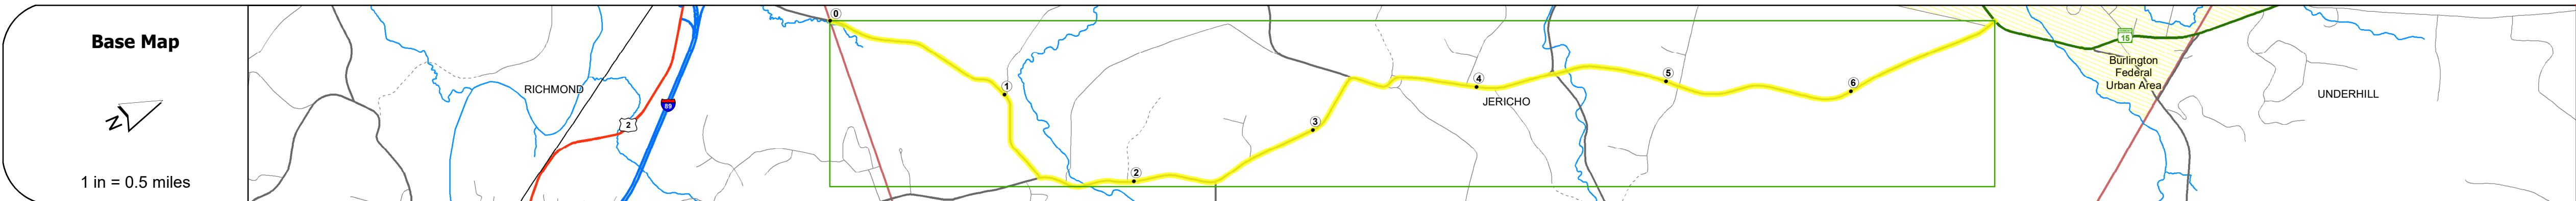 Base Map
N
1 in = 0.5 miles
RICHMOND
2
89
0
1
2
3
4
JERICHO
5
6
15
Burlington
Federal
Urban Area
UNDERHILL